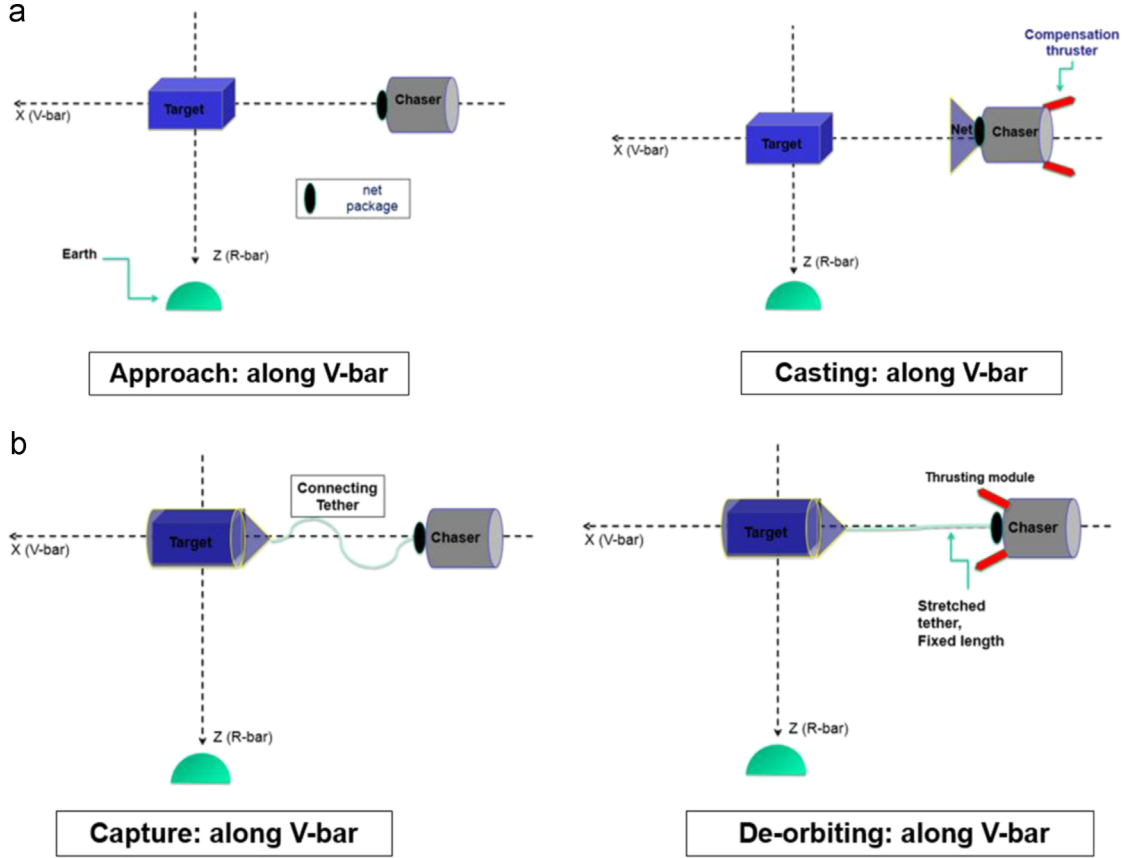 a
Target
Chaser
X (V-bar)
net
package
Z (R-bar)
Earth
Approach: along V-bar
Compensation
thruster
Net
Chaser
Target
X (V-bar)
Z (R-bar)
Casting: along V-bar
b
Connecting
Tether
Target
Chaser
X (V-bar)
Z (R-bar)
Capture: along V-bar
Thrusting module
Target
Chaser
X (V-bar)
Stretched
tether,
Fixed length
Z (R-bar)
De-orbiting: along V-bar